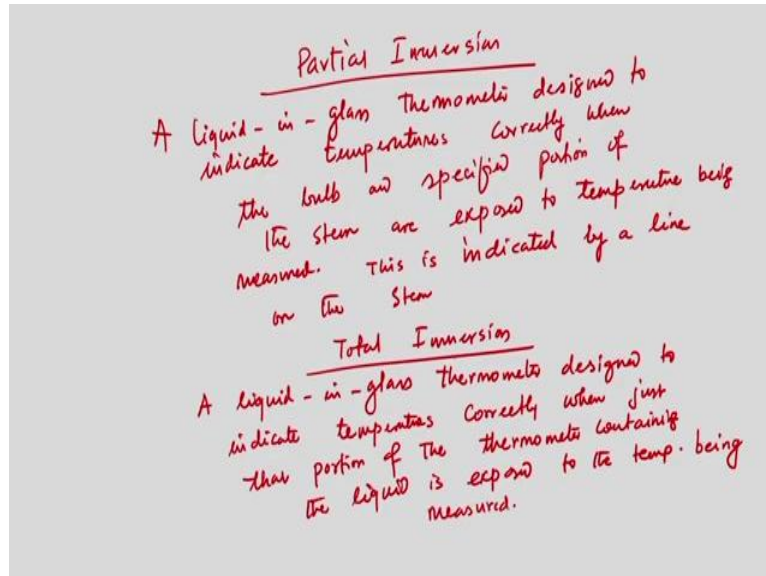 Partial Immersion
A liquid-in-glass thermometer designed to
indicate temperatures correctly when
the bulb and specified portion of
the stem are exposed to temperature being
measured. This is indicated by a line
on the stem
Total Immersion
A liquid-in-glass thermometer designed to
indicate temperatures correctly when just
that portion of the thermometer containing
the liquid is exposed to the temp. being
measured.